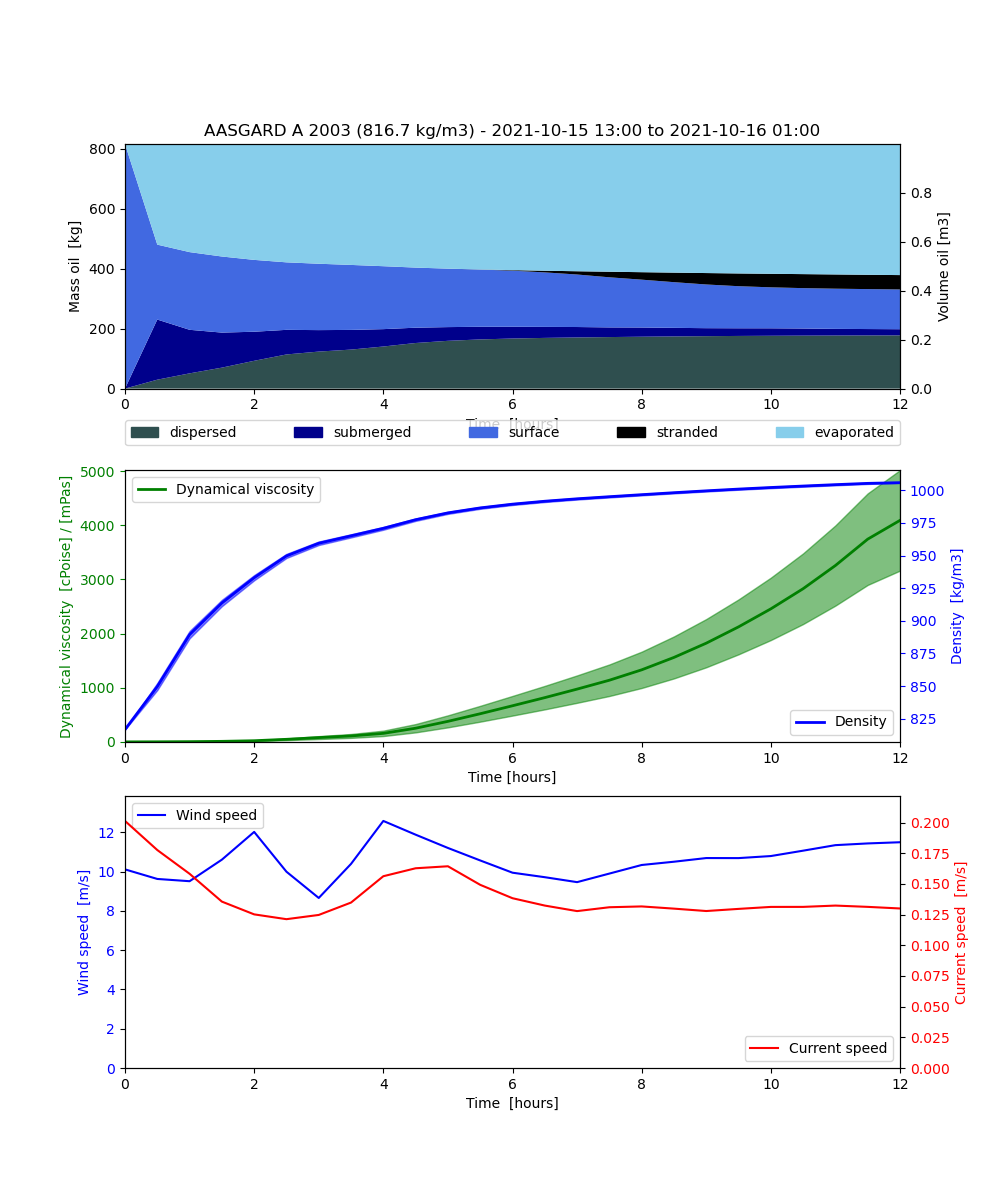 AASGARD A 2003 (816.7 kg/m3) - 2021-10-15 13:00 to 2021-10-16 01:00
800
600
400
200
0
Mass oil [kg]
0.8
0.6
0.4
0.2
0.0
Volume oil [m3]
0 2 4 6 8 10 12
Time [hours]
dispersed submerged surface stranded evaporated
Dynamical viscosity
5000
4000
3000
2000
1000
0
Dynamical viscosity [cPoise] / [mPas]
1000
975
950
925
900
875
850
825
Density [kg/m3]
Density
0 2 4 6 8 10 12
Time [hours]
Wind speed
12
10
8
6
4
2
0
Wind speed [m/s]
0.200
0.175
0.150
0.125
0.100
0.075
0.050
0.025
0.000
Current speed [m/s]
Current speed
0 2 4 6 8 10 12
Time [hours]